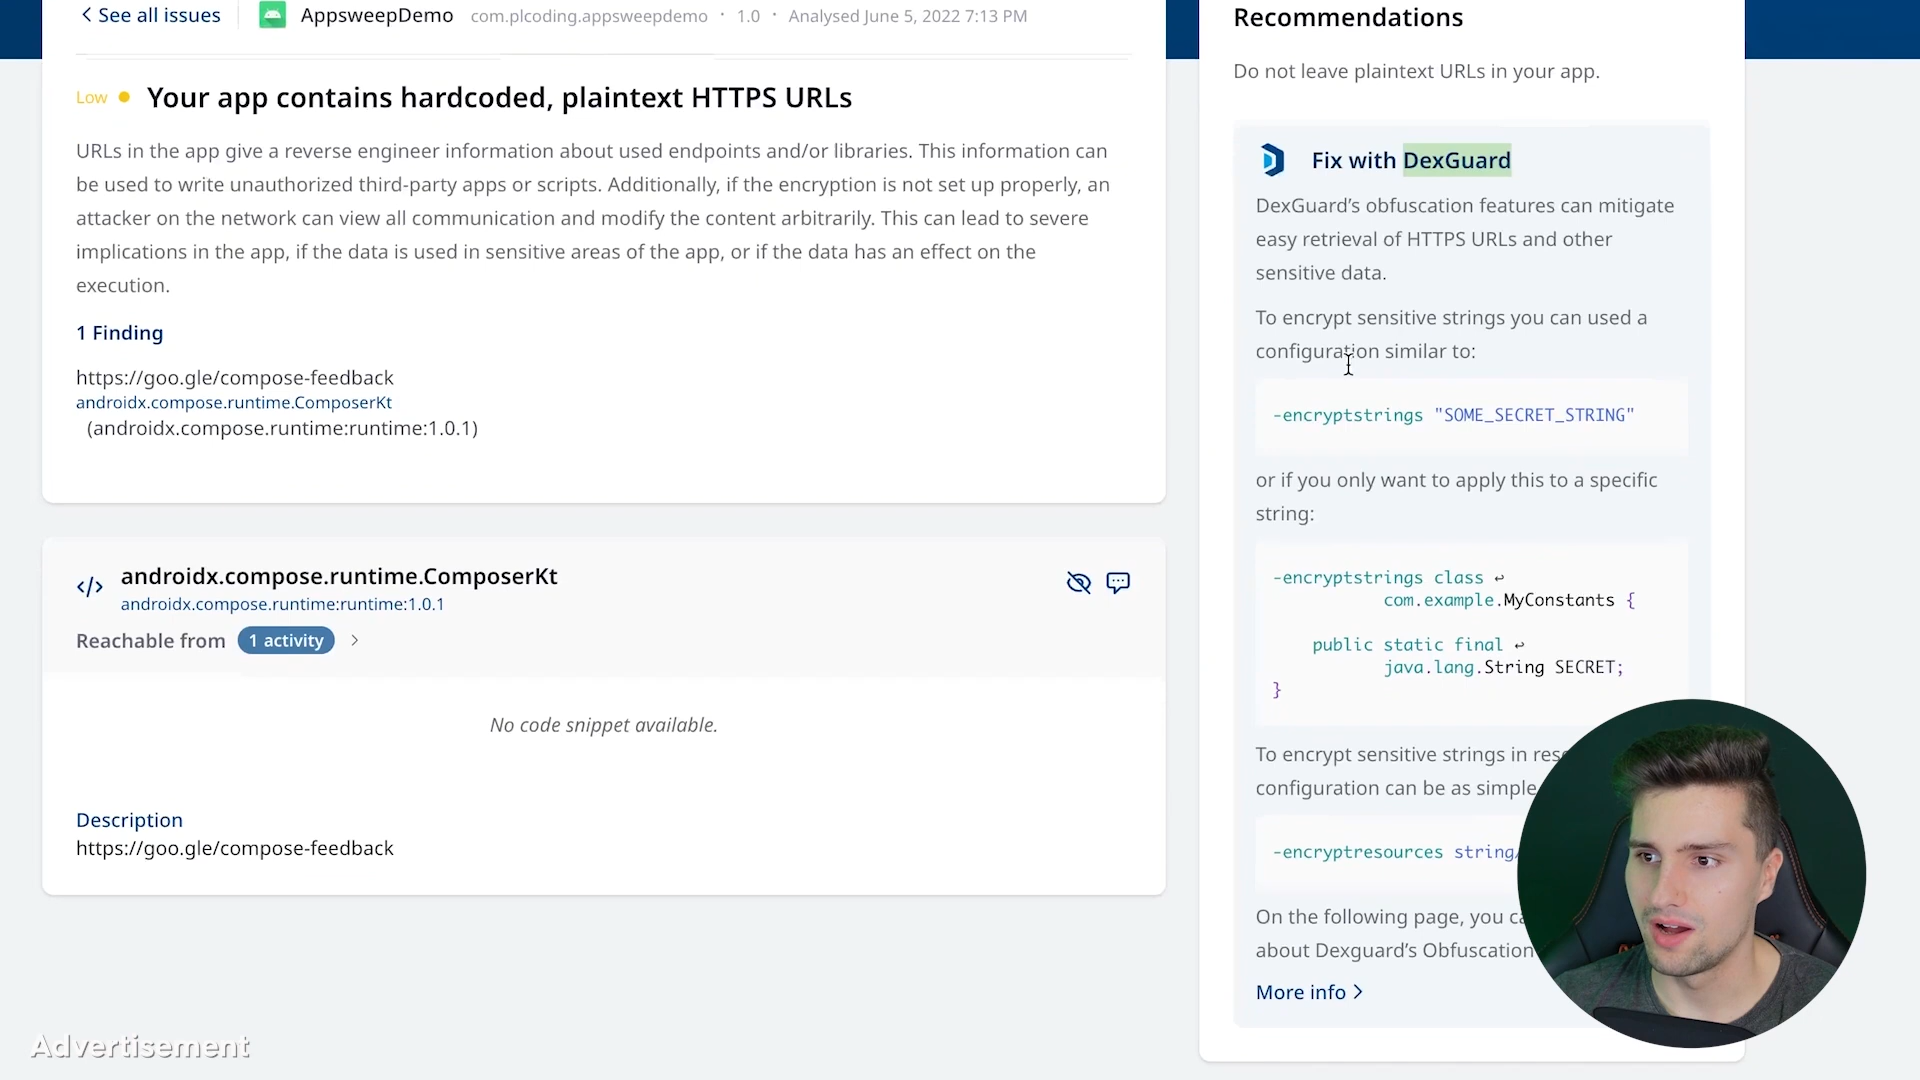 See all issues
AppsweepDemo com.plcoding.appsweepdemo · 1.0 · Analysed June 5, 2022 7:13 PM
Low Your app contains hardcoded, plaintext HTTPS URLs
URLs in the app give a reverse engineer information about used endpoints and/or libraries. This information can
be used to write unauthorized third-party apps or scripts. Additionally, if the encryption is not set up properly, an
attacker on the network can view all communication and modify the content arbitrarily. This can lead to severe
implications in the app, if the data is used in sensitive areas of the app, or if the data has an effect on the
execution.
1 Finding
https://goo.gle/compose-feedback
androidx.compose.runtime.ComposerKt
(androidx.compose.runtime:runtime:1.0.1)
</> androidx.compose.runtime.ComposerKt
androidx.compose.runtime:runtime:1.0.1
Reachable from 1 activity
No code snippet available.
Description
https://goo.gle/compose-feedback
Recommendations
Do not leave plaintext URLs in your app.
Fix with DexGuard
DexGuard’s obfuscation features can mitigate
easy retrieval of HTTPS URLs and other
sensitive data.
To encrypt sensitive strings you can used a
configuration similar to:
-encryptstrings "SOME_SECRET_STRING"
or if you only want to apply this to a specific
string:
-encryptstrings class ↩
com.example.MyConstants {
public static final ↩
java.lang.String SECRET;
}
To encrypt sensitive strings in
configuration can be as simple
-encryptresources string/
On the following page, you
about Dexguard’s Obfuscation
More info
Advertisement